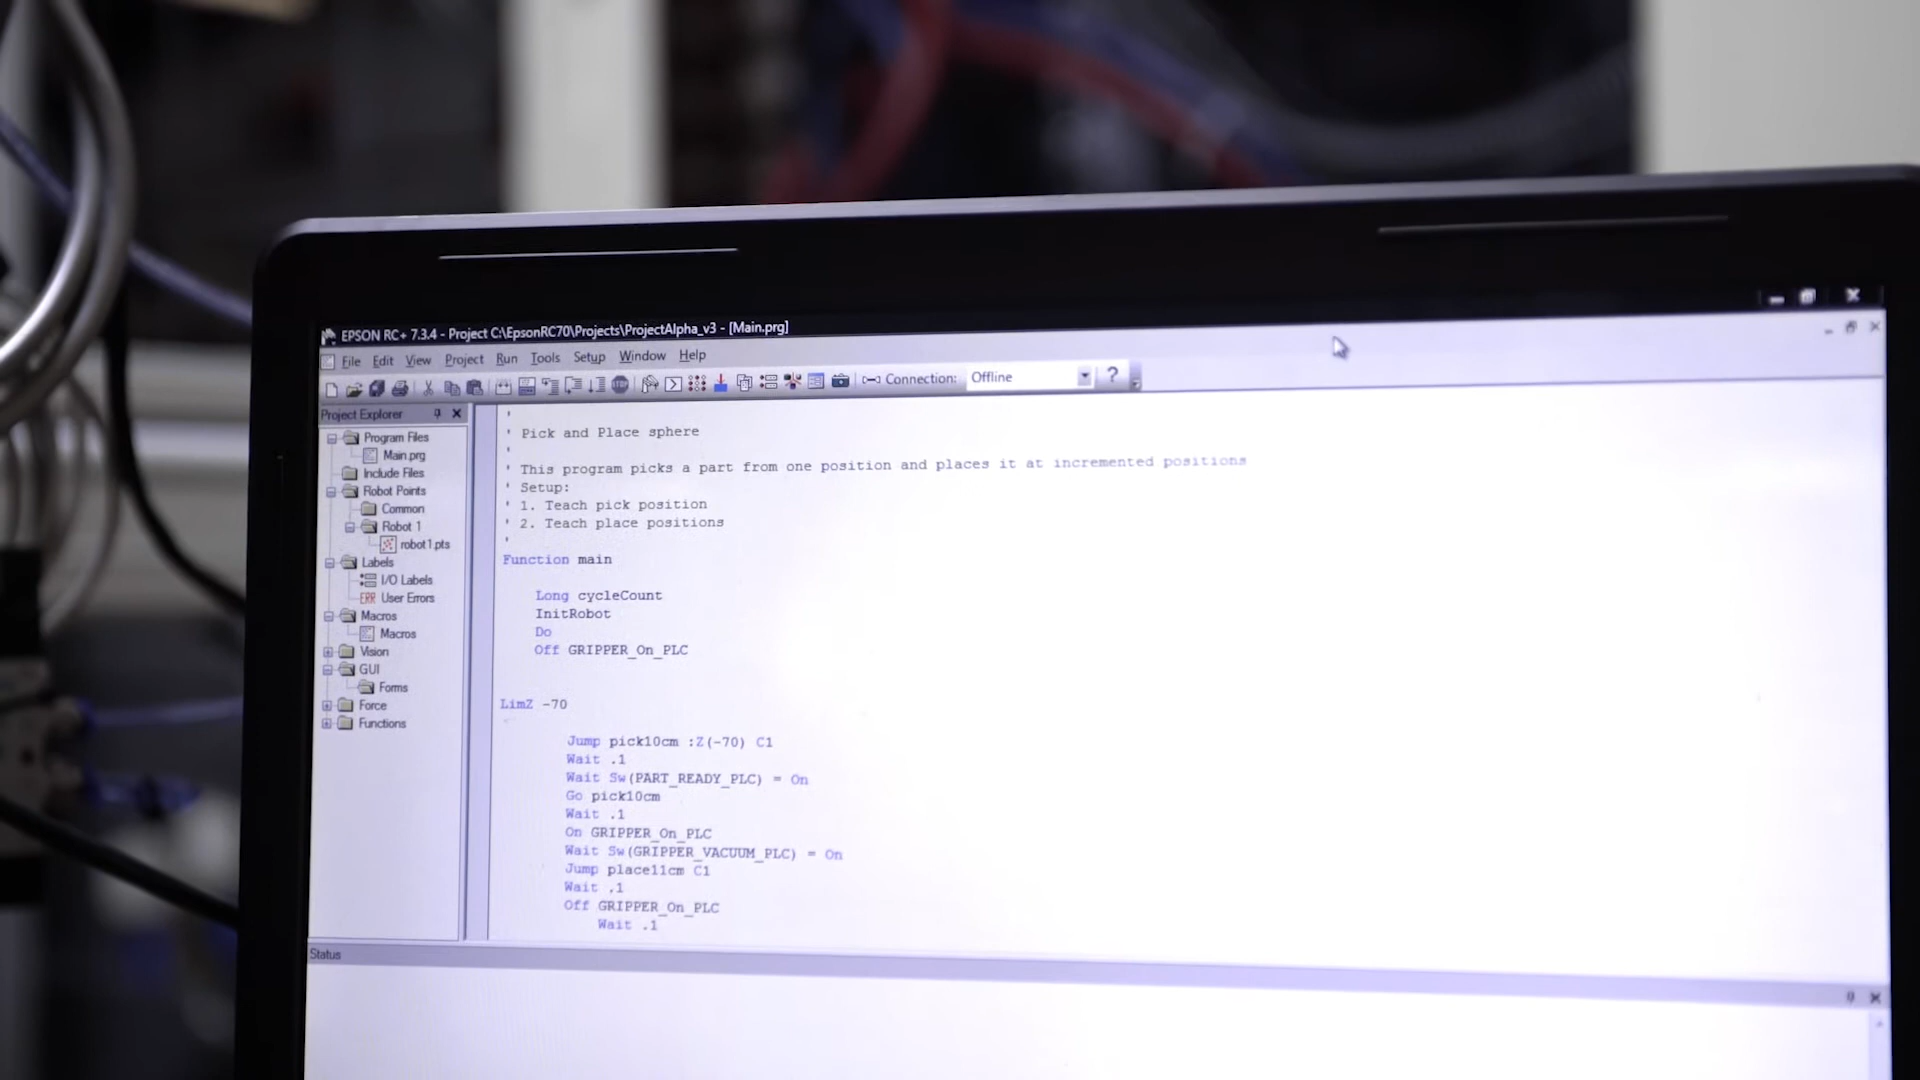 EPSON RC+ 7.3.4 - Project C:\EpsonRC70\Projects\ProjectAlpha_v3 - [Main.prg]
File Edit View Project Run Tools Setup Window Help
STOP
Connection: Offline ?
Project Explorer
Program Files
Main.prg
Include Files
Robot Points
Common
Robot 1
robot1.pts
Labels
I/O Labels
ERR User Errors
Macros
Macros
Vision
GUI
Forms
Force
Functions
'
' Pick and Place sphere
'
' This program picks a part from one position and places it at incremented positions
' Setup:
' 1. Teach pick position
' 2. Teach place positions
'
Function main
Long cycleCount
InitRobot
Do
Off GRIPPER_On_PLC
LimZ -70
Jump pick10cm :Z(-70) C1
Wait .1
Wait Sw(PART_READY_PLC) = On
Go pick10cm
Wait .1
On GRIPPER_On_PLC
Wait Sw(GRIPPER_VACUUM_PLC) = On
Jump place11cm C1
Wait .1
Off GRIPPER_On_PLC
Wait .1
Status